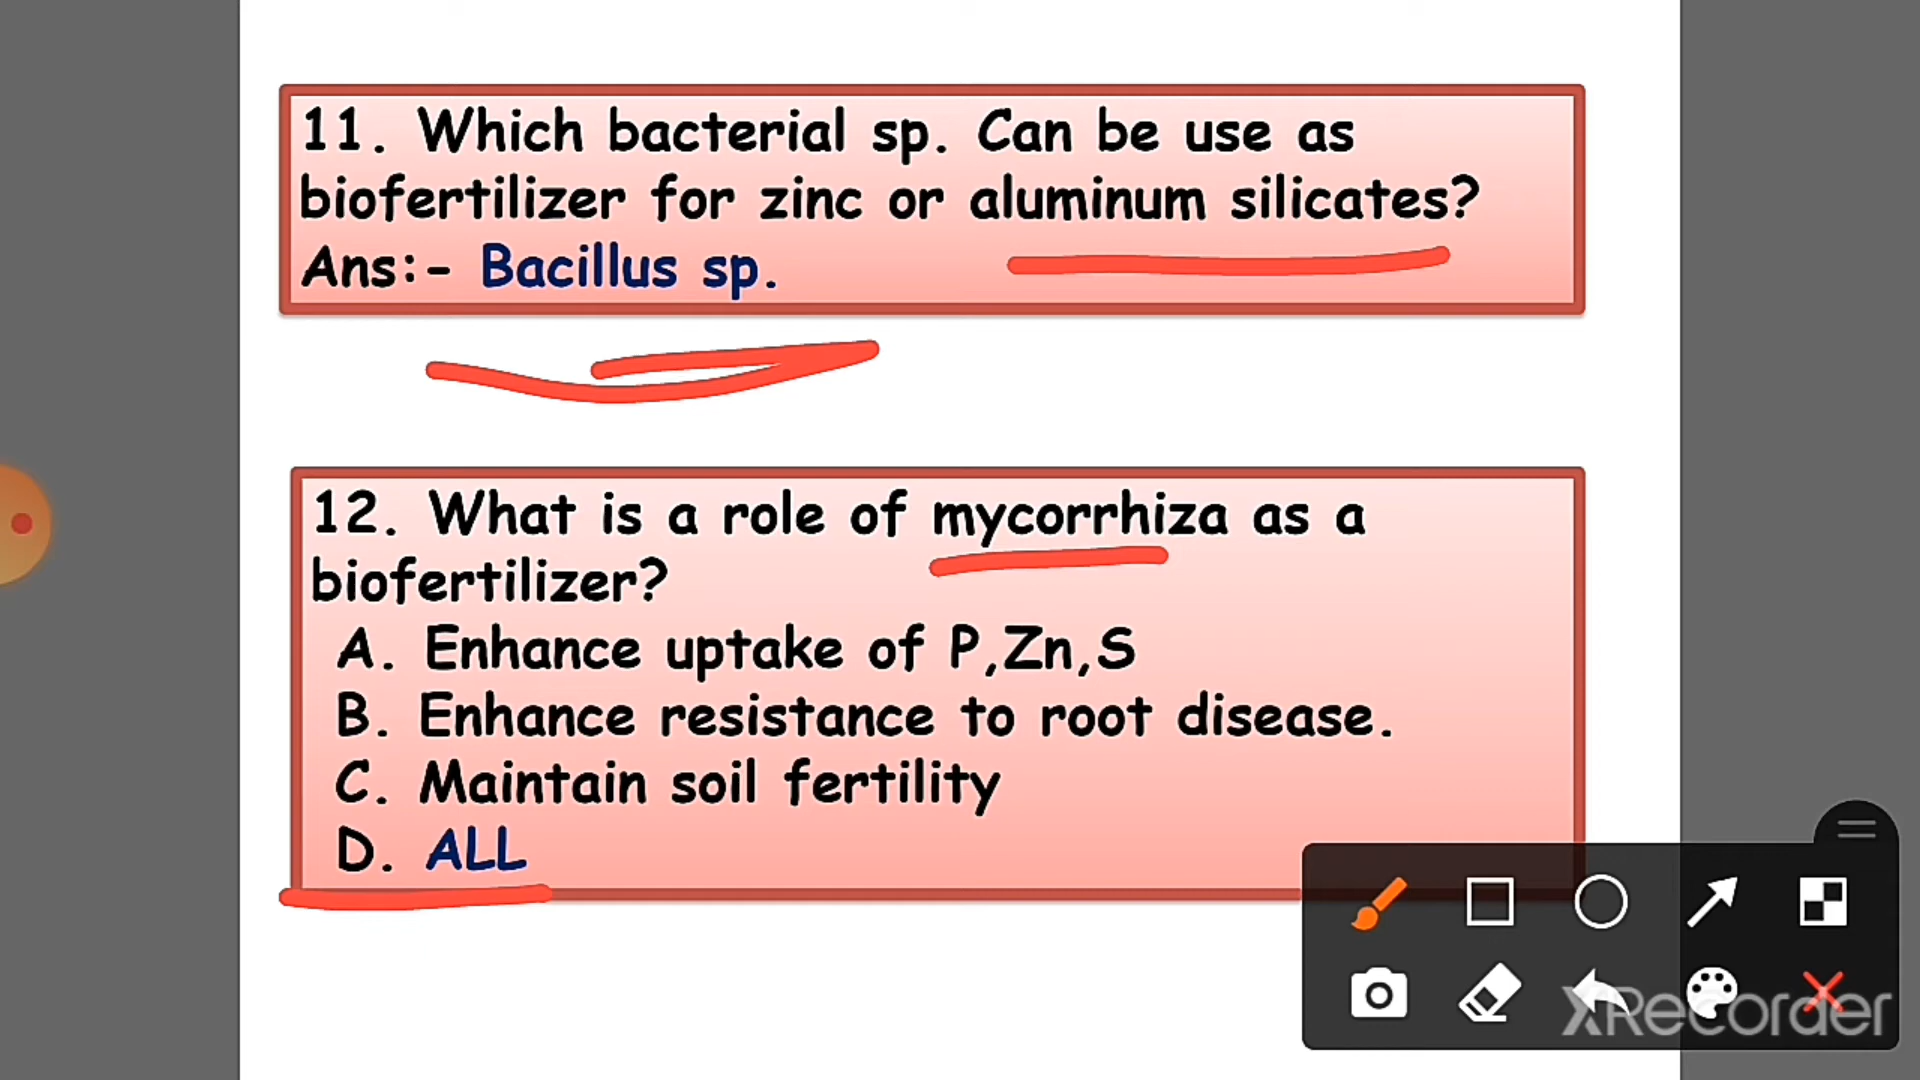 11. Which bacterial sp. Can be use as
biofertilizer for zinc or aluminum silicates?
Ans:- Bacillus sp.
12. What is a role of mycorrhiza as a
biofertilizer?
A. Enhance uptake of P,Zn,S
B. Enhance resistance to root disease.
C. Maintain soil fertility
D. ALL
XRecorder